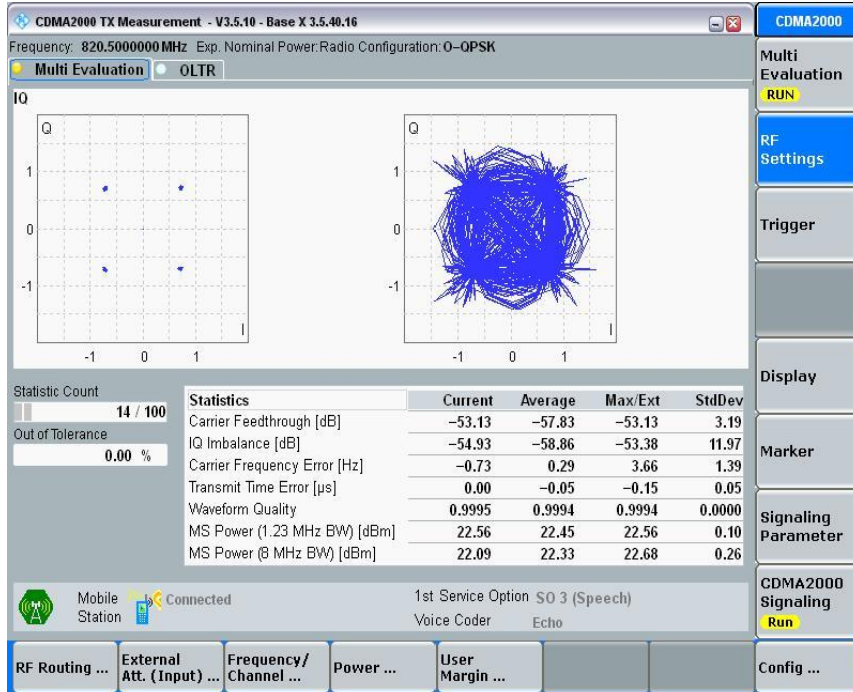 CDMA2000 TX Measurement - V3.5.10 - Base X 3.5.40.16
CDMA2000
Frequency: 820.5000000 MHz Exp. Nominal Power: Radio Configuration: O-QPSK
Multi Evaluation OLTR
Multi Evaluation
RUN
IQ
Q
1
0
-1
I
-1 0 1
Q
1
0
-1
I
-1 0 1
RF Settings
Trigger
Display
Marker
Signaling Parameter
CDMA2000 Signaling
Run
Statistic Count
14 / 100
Out of Tolerance
0.00 %
Statistics Current Average Max/Ext StdDev
Carrier Feedthrough [dB] −53.13 −57.83 −53.13 3.19
IQ Imbalance [dB] −54.93 −58.86 −53.38 11.97
Carrier Frequency Error [Hz] −0.73 0.29 3.66 1.39
Transmit Time Error [µs] 0.00 −0.05 −0.15 0.05
Waveform Quality 0.9995 0.9994 0.9994 0.0000
MS Power (1.23 MHz BW) [dBm] 22.56 22.45 22.56 0.10
MS Power (8 MHz BW) [dBm] 22.09 22.33 22.68 0.26
Mobile Station
Connected
1st Service Option SO 3 (Speech)
Voice Coder Echo
RF Routing ...
External Att. (Input) ...
Frequency/ Channel ...
Power ...
User Margin ...
Config ...